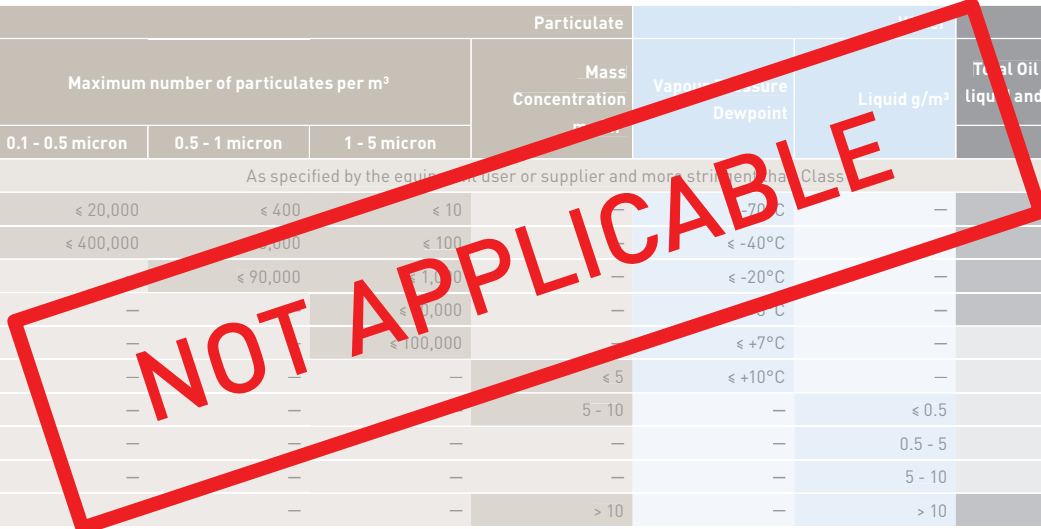 Particulate
Maximum number of particulates per m³
Mass
Concentration
Vapour
Dewpoint
Liquid g/m³
Total Oil
liquid and
0.1 - 0.5 micron 0.5 - 1 micron 1 - 5 micron
As specified by the user or supplier and more stringent than Class
≤ 20,000 ≤ 400 ≤ 10 — -70°C —
≤ 400,000 ≤ 100 — ≤ -40°C —
≤ 90,000 — ≤ -20°C —
— — —
— ≤ 100,000 — ≤ +7°C —
— — — ≤ 5 ≤ +10°C —
— — — 5 - 10 — ≤ 0.5
— — — — — 0.5 - 5
— — — — — 5 - 10
— — > 10 — > 10
NOT APPLICABLE